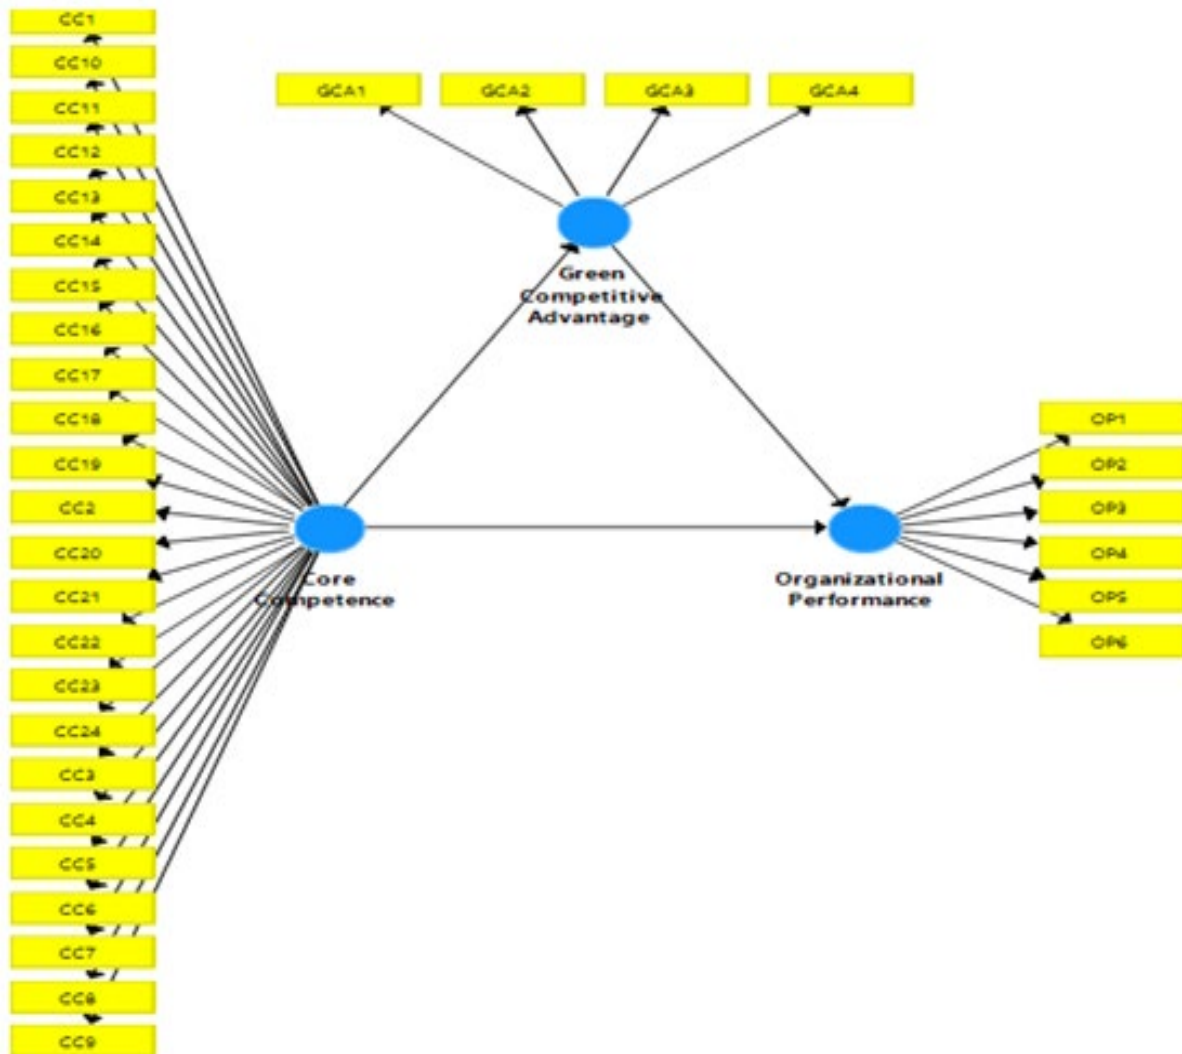 CC1
CC10
CC11
CC12
CC13
CC14
CC15
CC16
CC17
CC18
CC19
CC2
CC20
CC21
CC22
CC23
CC24
CC3
CC4
CC5
CC6
CC7
CC8
CC9
GCA1 GCA2 GCA3 GCA4
Green
Competitive
Advantage
Core
Competence
Organizational
Performance
OP1
OP2
OP3
OP4
OP5
OP6